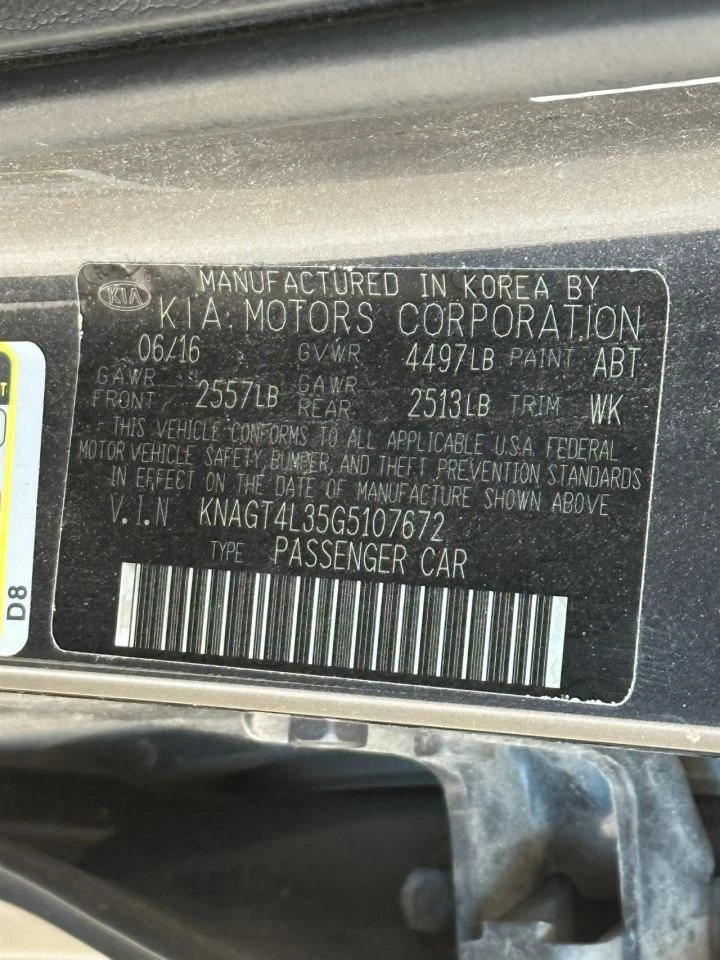 MANUFACTURED IN KOREA BY
KIA KIA MOTORS CORPORATION
06/16 GVWR 4497LB PAINT ABT
GAWR FRONT 2557LB GAWR REAR 2513LB TRIM WK
THIS VEHICLE CONFORMS TO ALL APPLICABLE U.S.A. FEDERAL
MOTOR VEHICLE SAFETY, BUMPER, AND THEFT PREVENTION STANDARDS
IN EFFECT ON THE DATE OF MANUFACTURE SHOWN ABOVE
V.I.N KNAGT4L35G5107672
TYPE PASSENGER CAR
D8